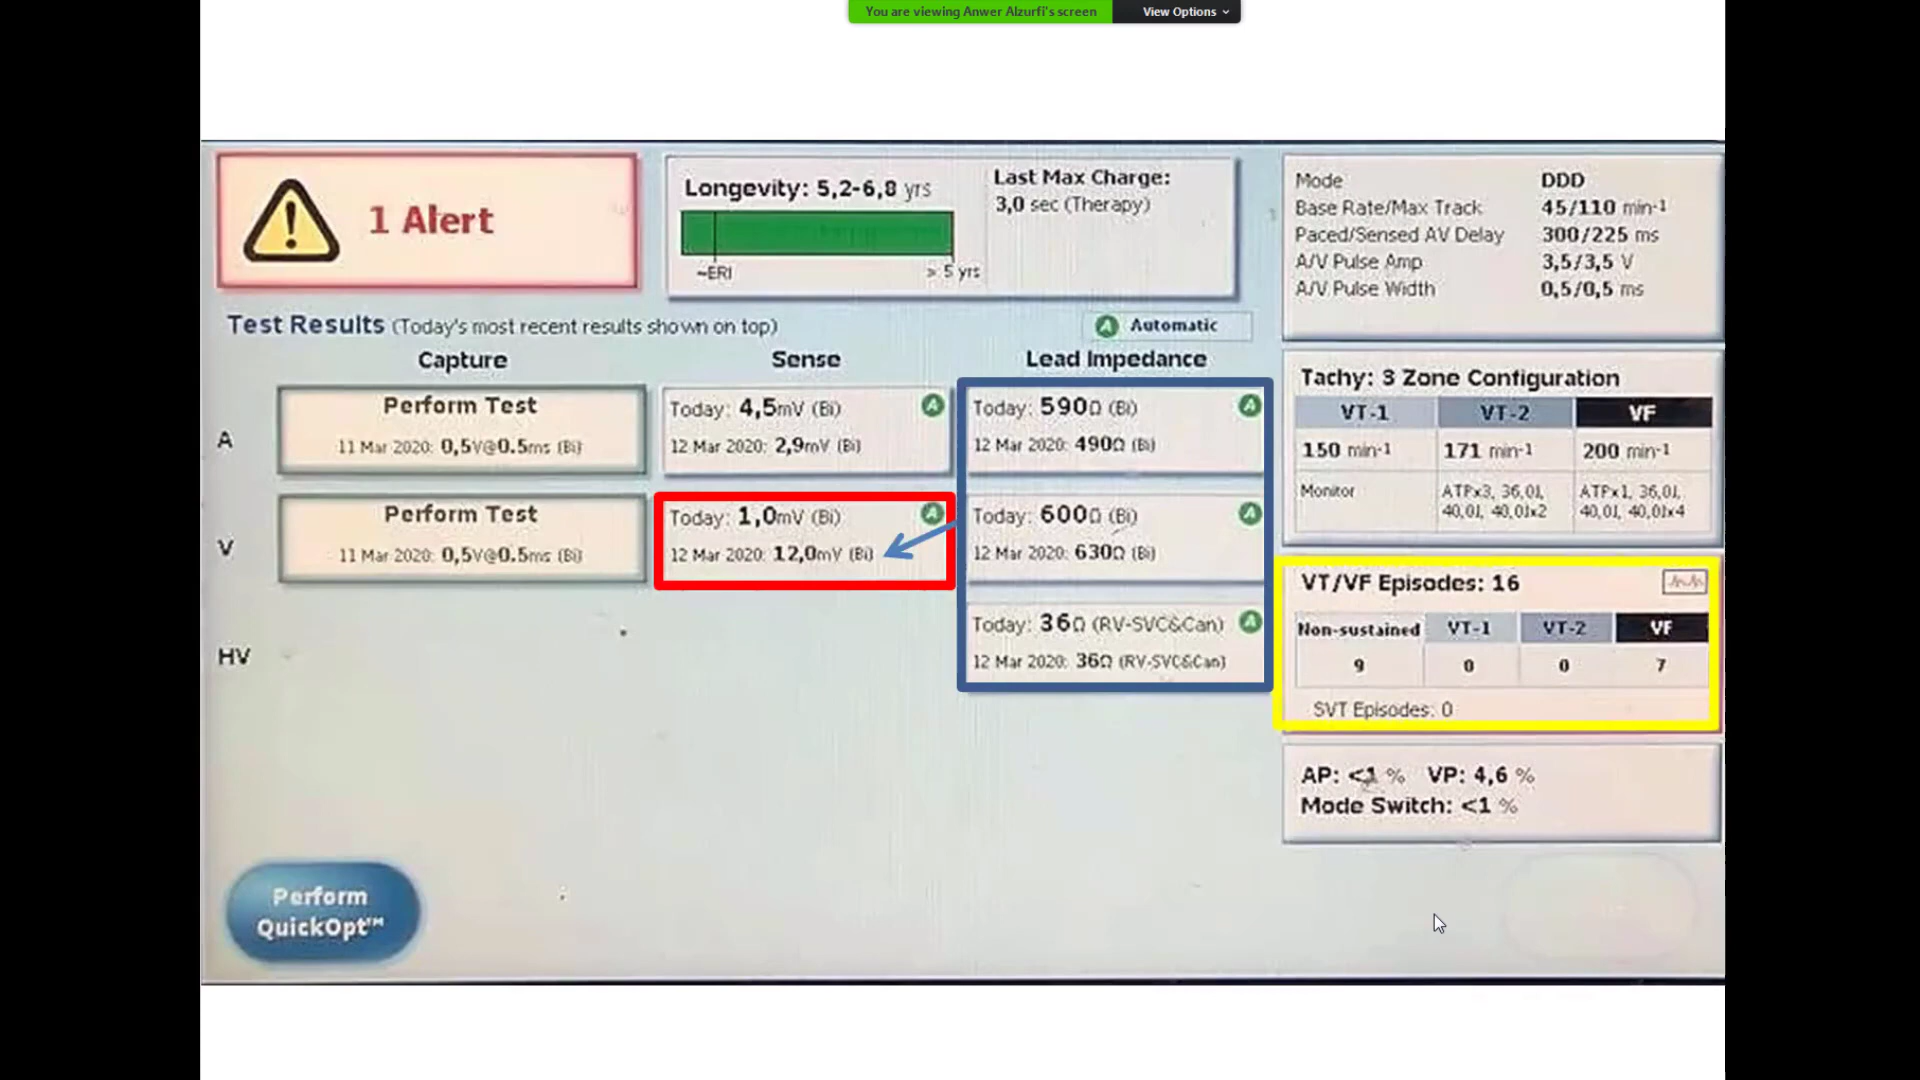 You are viewing Anwer Alzurfi's screen
View Options
1 Alert
Longevity: 5,2-6,8 yrs
~ERI
> 5 yrs
Last Max Charge:
3,0 sec (Therapy)
Mode DDD
Base Rate/Max Track 45/110 min-1
Paced/Sensed AV Delay 300/225 ms
A/V Pulse Amp 3,5/3,5 V
A/V Pulse Width 0,5/0,5 ms
Test Results (Today's most recent results shown on top)
A Automatic
Capture
Sense
Lead Impedance
A
Perform Test
11 Mar 2020: 0,5V@0.5ms (Bi)
Today: 4,5mV (Bi) A
12 Mar 2020: 2,9mV (Bi)
Today: 590Ω (Bi) A
12 Mar 2020: 490Ω (Bi)
V
Perform Test
11 Mar 2020: 0,5V@0.5ms (Bi)
Today: 1,0mV (Bi) A
12 Mar 2020: 12,0mV (Bi)
Today: 600Ω (Bi) A
12 Mar 2020: 630Ω (Bi)
HV
Today: 36Ω (RV-SVC&Can) A
12 Mar 2020: 36Ω (RV-SVC&Can)
Tachy: 3 Zone Configuration
VT-1 VT-2 VF
150 min-1 171 min-1 200 min-1
Monitor ATPx3, 36,0J, ATPx1, 36,0J,
40,0J, 40,0Jx2 40,0J, 40,0Jx4
VT/VF Episodes: 16
Non-sustained VT-1 VT-2 VF
9 0 0 7
SVT Episodes: 0
AP: <1 % VP: 4,6 %
Mode Switch: <1 %
Perform
QuickOpt™